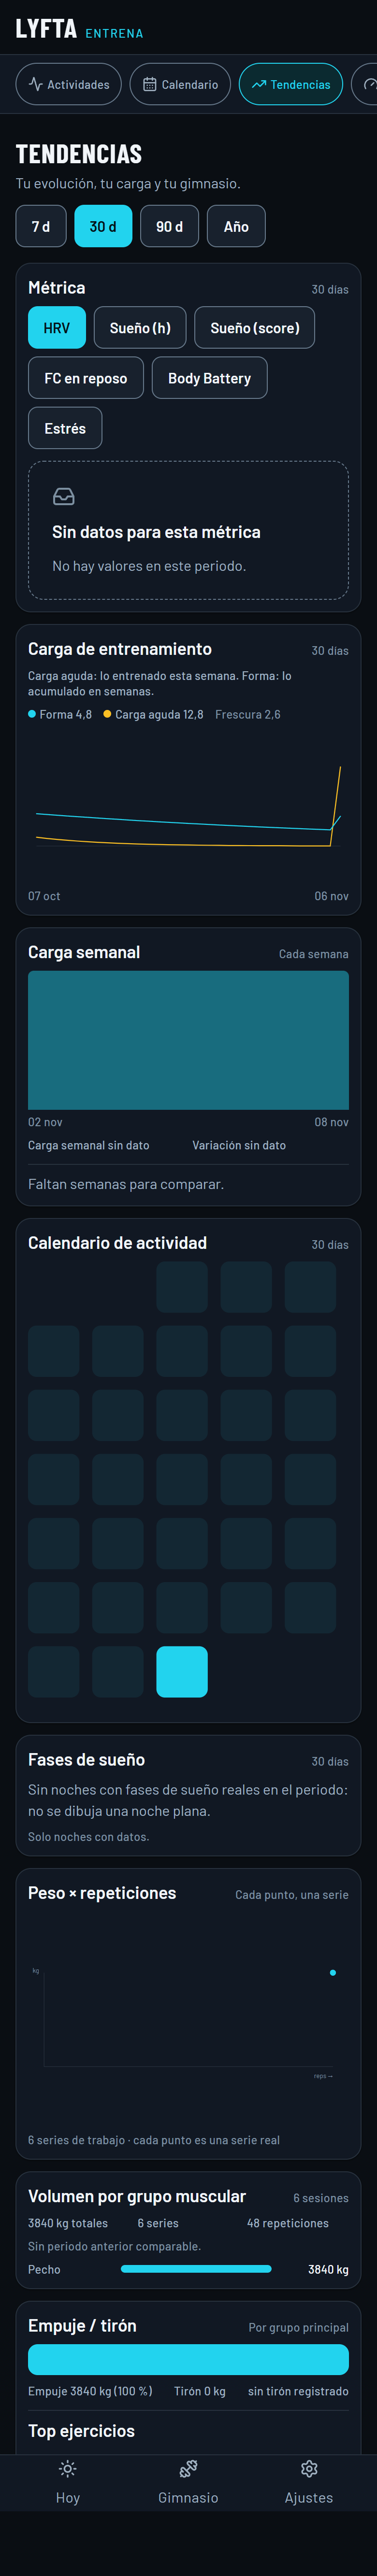 LYFTA ENTRENA
Actividades
Calendario
Tendencias
TENDENCIAS
Tu evolución, tu carga y tu gimnasio.
7 d
30 d
90 d
Año
Métrica
30 días
HRV
Sueño (h)
Sueño (score)
FC en reposo
Body Battery
Estrés
Sin datos para esta métrica
No hay valores en este periodo.
Carga de entrenamiento
30 días
Carga aguda: lo entrenado esta semana. Forma: lo
acumulado en semanas.
Forma 4,8
Carga aguda 12,8
Frescura 2,6
07 oct
06 nov
Carga semanal
Cada semana
02 nov
08 nov
Carga semanal sin dato
Variación sin dato
Faltan semanas para comparar.
Calendario de actividad
30 días
Fases de sueño
30 días
Sin noches con fases de sueño reales en el periodo:
no se dibuja una noche plana.
Solo noches con datos.
Peso × repeticiones
Cada punto, una serie
kg
reps →
6 series de trabajo · cada punto es una serie real
Volumen por grupo muscular
6 sesiones
3840 kg totales
6 series
48 repeticiones
Sin periodo anterior comparable.
Pecho
3840 kg
Empuje / tirón
Por grupo principal
Empuje 3840 kg (100 %)
Tirón 0 kg
sin tirón registrado
Top ejercicios
Hoy
Gimnasio
Ajustes